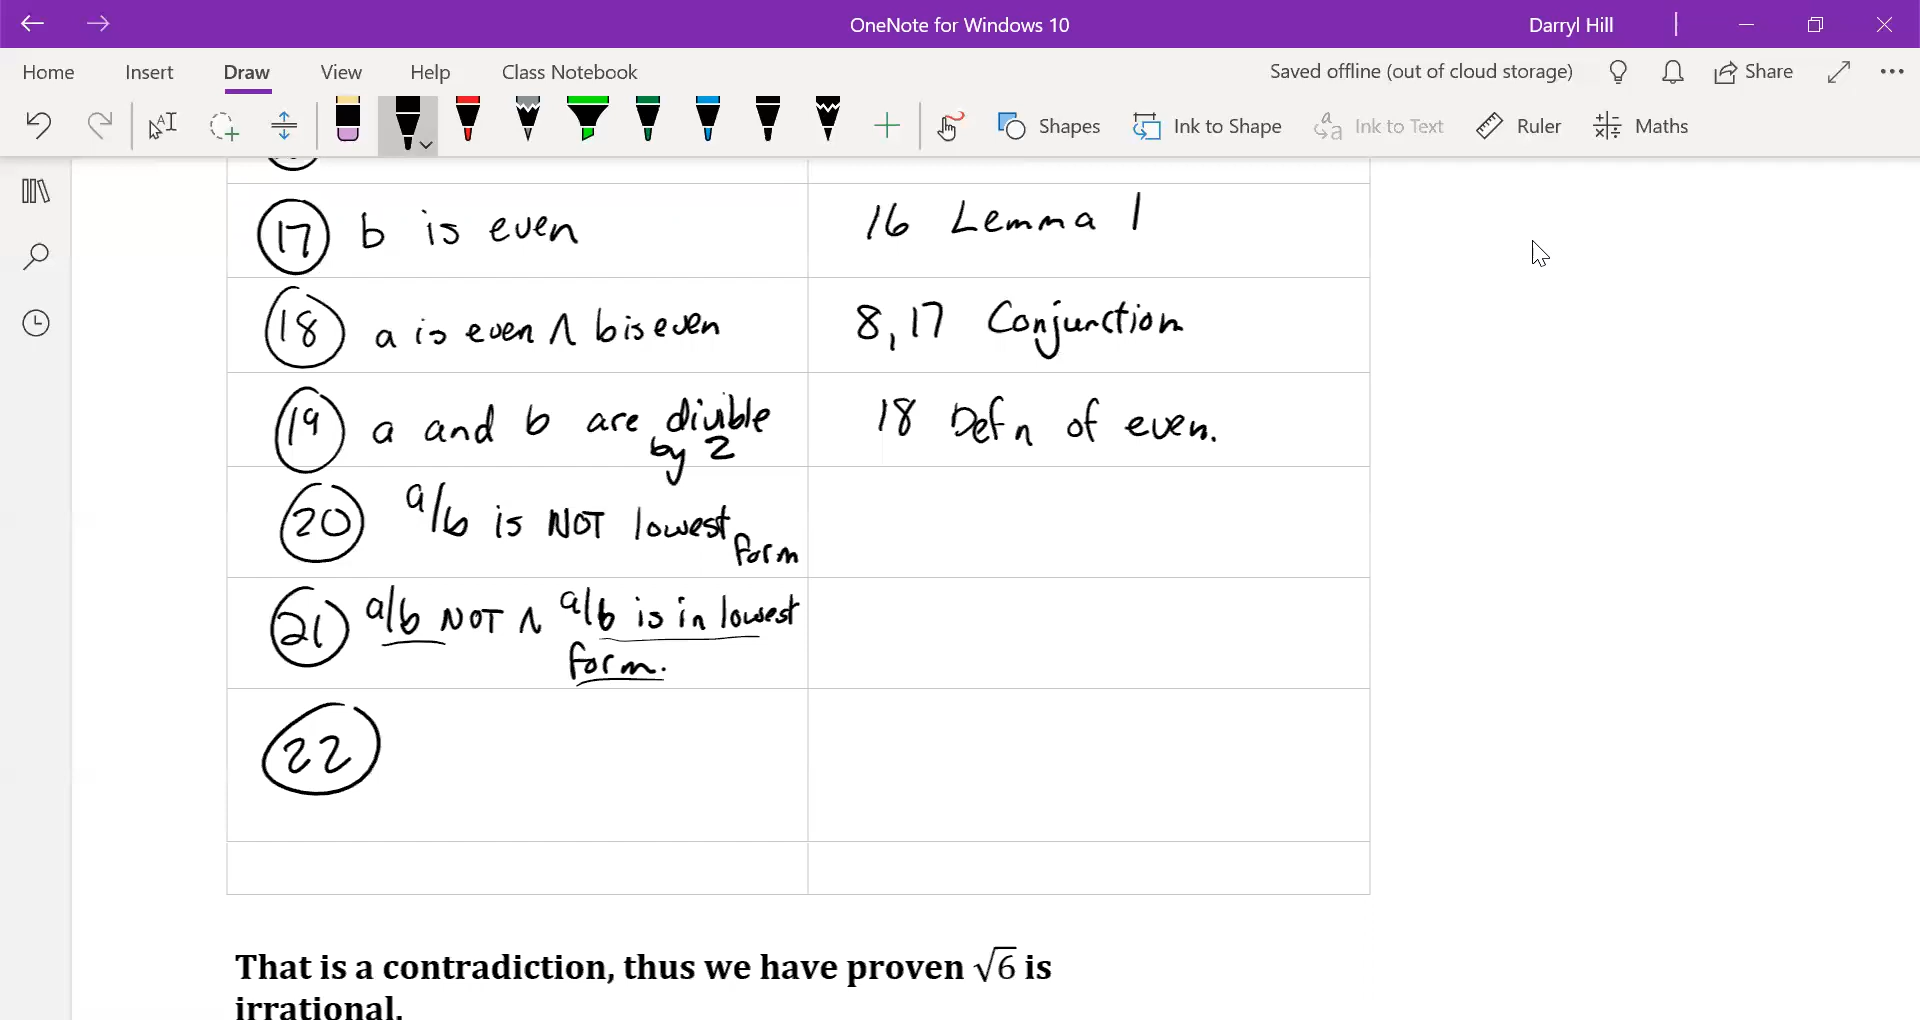 OneNote for Windows 10
Darryl Hill
Home Insert Draw View Help Class Notebook
Saved offline (out of cloud storage)
Share
Shapes Ink to Shape Ink to Text Ruler Maths
17 b is even 16 Lemma 1
18 a is even ∧ b is even 8, 17 Conjunction
19 a and b are divible 18 Defn of even.
by 2
20 a/b is NOT lowest
form
21 a/b NOT ∧ a/b is in lowest
form.
22
That is a contradiction, thus we have proven √6 is
irrational.